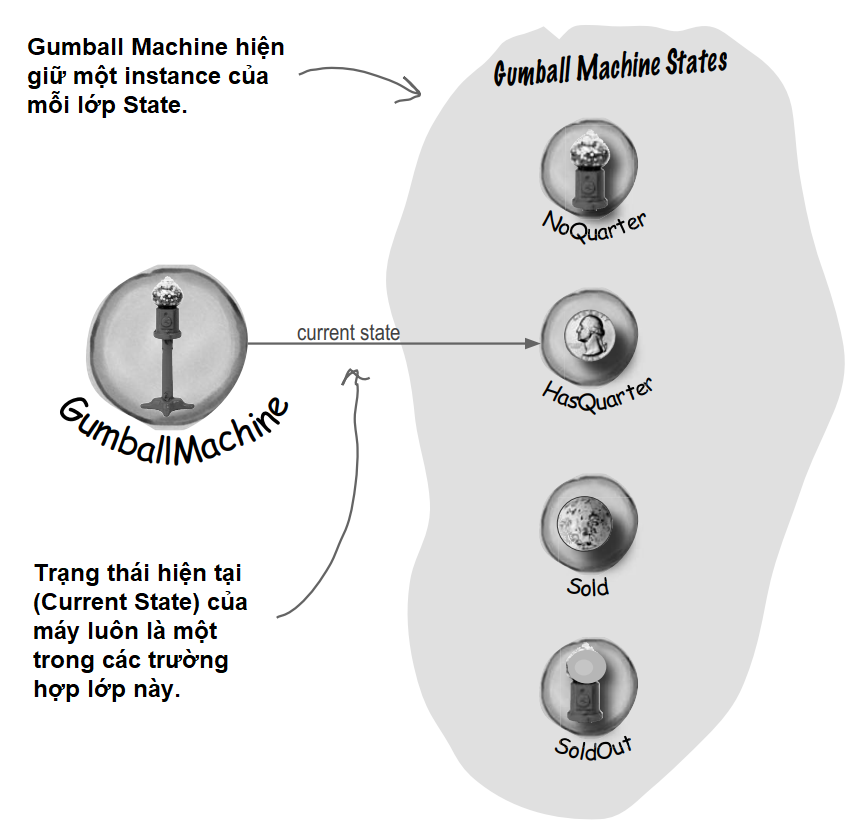 Gumball Machine hiện
giữ một instance của
mỗi lớp State.
Gumball Machine States
NoQuarter
current state
HasQuarter
GumballMachine
Sold
Trạng thái hiện tại
(Current State) của
máy luôn là một
trong các trường
hợp lớp này.
SoldOut